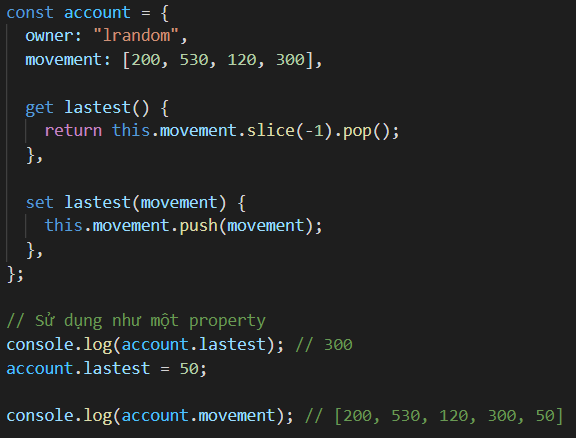 const account = {
owner: "lrandom",
movement: [200, 530, 120, 300],
get lastest() {
return this.movement.slice(-1).pop();
},
set lastest(movement) {
this.movement.push(movement);
},
};
// Sử dụng như một property
console.log(account.lastest); // 300
account.lastest = 50;
console.log(account.movement); // [200, 530, 120, 300, 50]